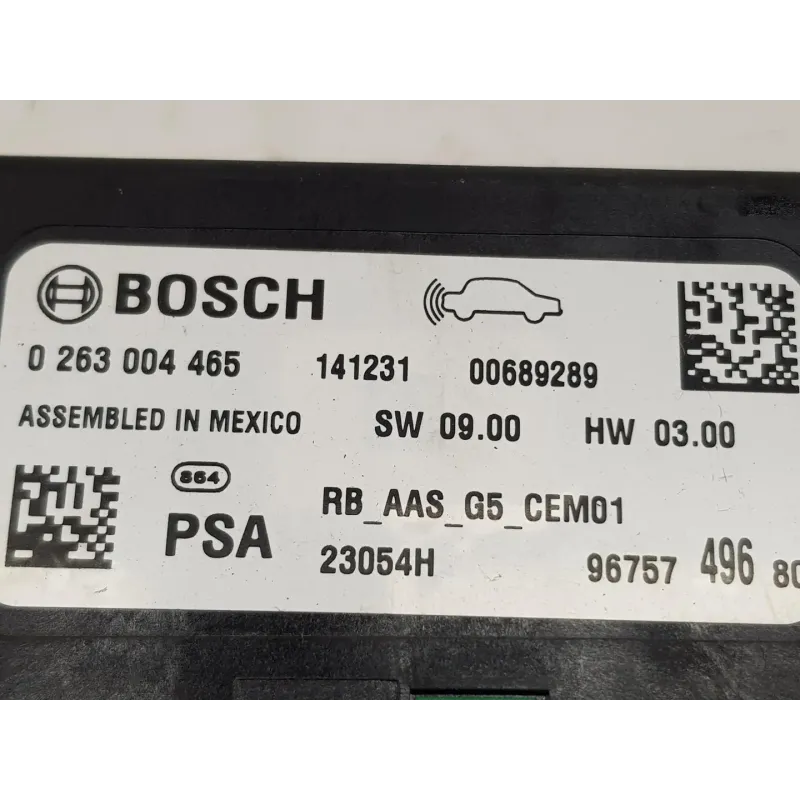 BOSCH
0 263 004 465 141231 00689289
ASSEMBLED IN MEXICO SW 09.00 HW 03.00
864
PSA RB_AAS_G5_CEM01
23054H 96757 496 80